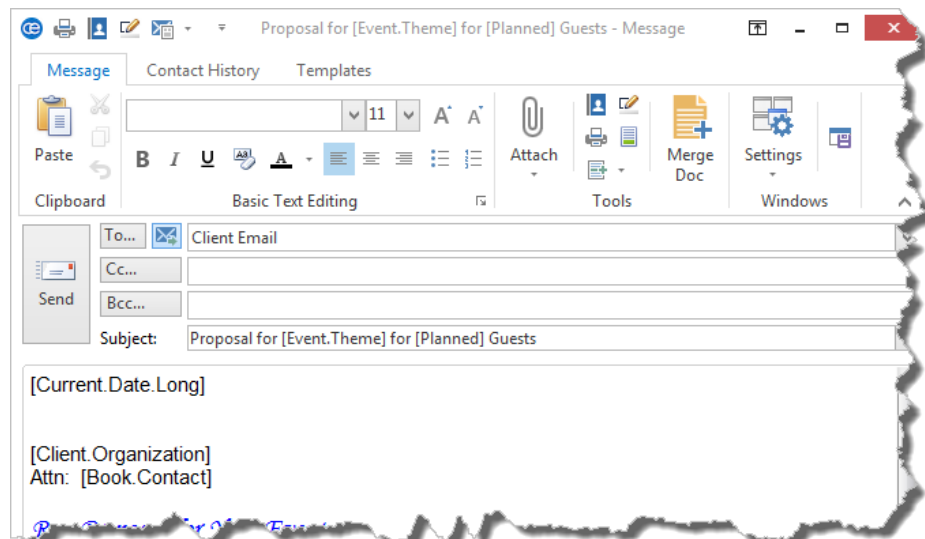 Proposal for [Event.Theme] for [Planned] Guests - Message
Message Contact History Templates
11 A A
Paste B I U A Attach Merge Doc Settings
Clipboard Basic Text Editing Tools Windows
To... Client Email
Cc...
Send
Bcc...
Subject: Proposal for [Event.Theme] for [Planned] Guests
[Current.Date.Long]
[Client.Organization]
Attn: [Book.Contact]